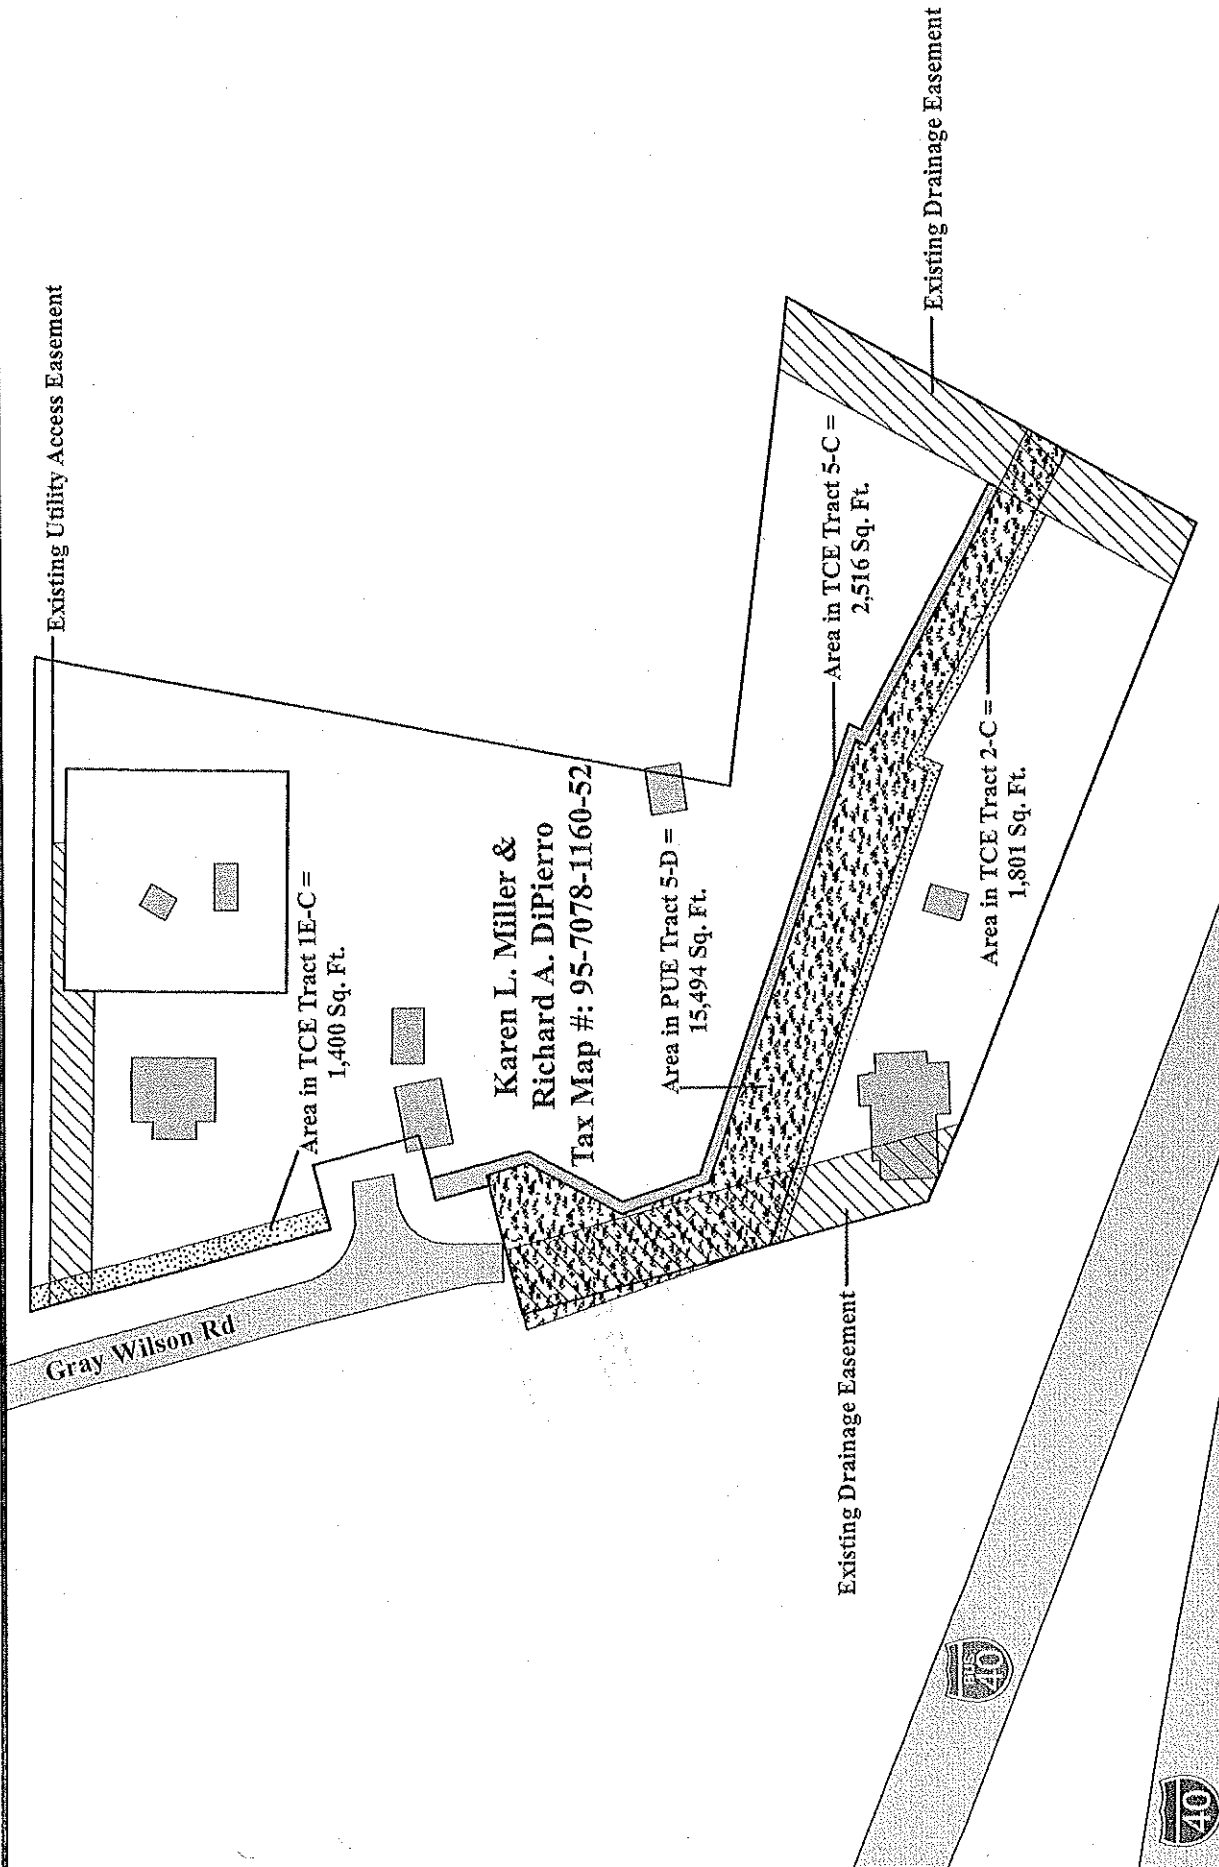 Existing Utility Access Easement
Gray Wilson Rd
Area in TCE Tract 1E-C =
1,400 Sq. Ft.
Karen L. Miller &
Richard A. DiPierro
Tax Map #: 95-7078-1160-52
Area in PUE Tract 5-D =
15,494 Sq. Ft.
Area in TCE Tract 5-C =
2,516 Sq. Ft.
Existing Drainage Easement
Existing Drainage Easement
Area in TCE Tract 2-C =
1,801 Sq. Ft.
BUS
40
40